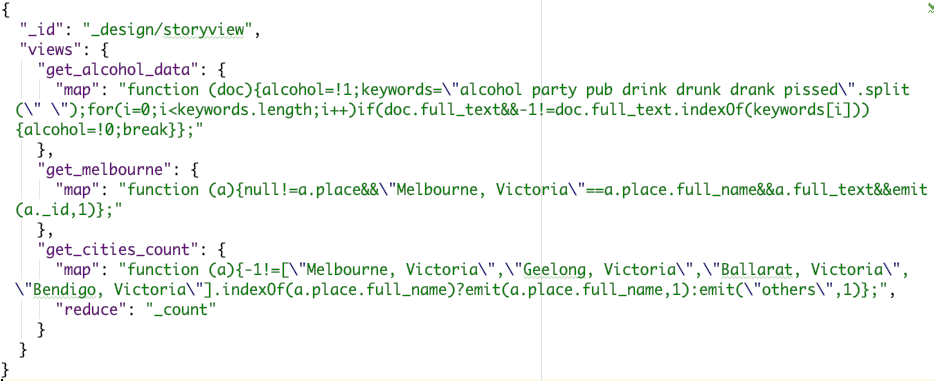 {
"_id": "_design/storyview",
"views": {
"get_alcohol_data": {
"map": "function (doc){alcohol=!1;keywords=\"alcohol party pub drink drunk drank pissed\".split
(\" \");for(i=0;i<keywords.length;i++)if(doc.full_text&&-1!=doc.full_text.indexOf(keywords[i]))
{alcohol=!0;break}};"
},
"get_melbourne": {
"map": "function (a){null!=a.place&&\"Melbourne, Victoria\"==a.place.full_name&&a.full_text&&emit
(a._id,1)};"
},
"get_cities_count": {
"map": "function (a){-1!=[\"Melbourne, Victoria\",\"Geelong, Victoria\",\"Ballarat, Victoria\",
\"Bendigo, Victoria\"].indexOf(a.place.full_name)?emit(a.place.full_name,1):emit(\"others\",1)};",
"reduce": "_count"
}
}
}